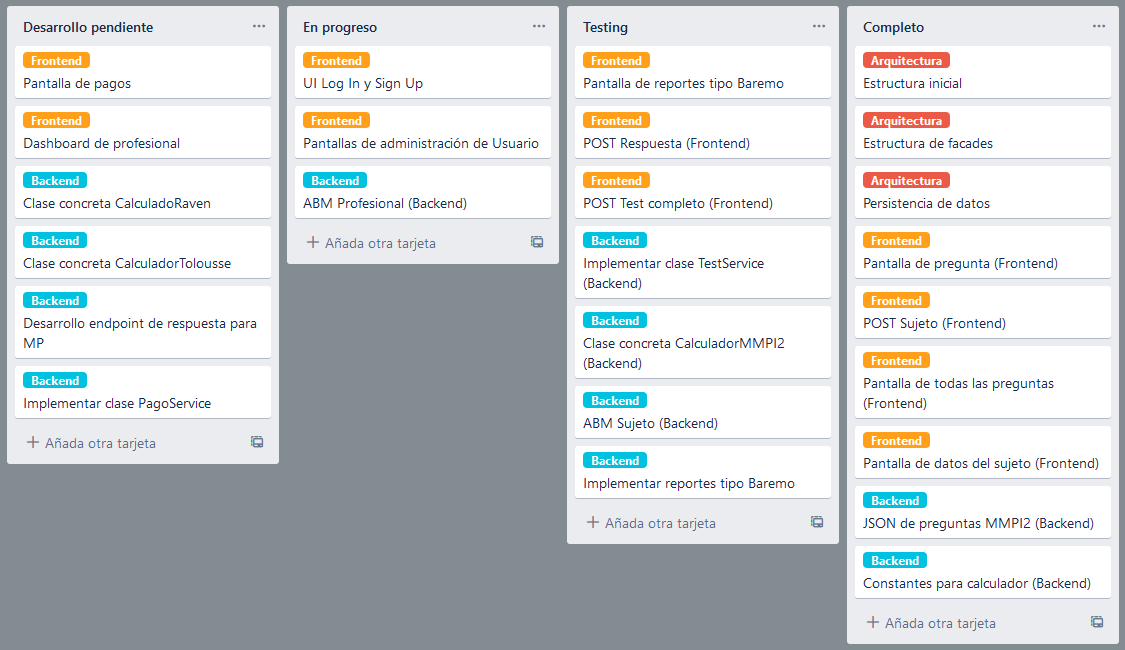 Desarrollo pendiente
Frontend
Pantalla de pagos
Frontend
Dashboard de profesional
Backend
Clase concreta CalculadoRaven
Backend
Clase concreta CalculadorTolousse
Backend
Desarrollo endpoint de respuesta para
MP
Backend
Implementar clase PagoService
Añada otra tarjeta
En progreso
Frontend
UI Log In y Sign Up
Frontend
Pantallas de administración de Usuario
Backend
ABM Profesional (Backend)
Añada otra tarjeta
Testing
Frontend
Pantalla de reportes tipo Baremo
Frontend
POST Respuesta (Frontend)
Frontend
POST Test completo (Frontend)
Backend
Implementar clase TestService
(Backend)
Backend
Clase concreta CalculadorMMPI2
(Backend)
Backend
ABM Sujeto (Backend)
Backend
Implementar reportes tipo Baremo
Añada otra tarjeta
Completo
Arquitectura
Estructura inicial
Arquitectura
Estructura de facades
Arquitectura
Persistencia de datos
Frontend
Pantalla de pregunta (Frontend)
Frontend
POST Sujeto (Frontend)
Frontend
Pantalla de todas las preguntas
(Frontend)
Frontend
Pantalla de datos del sujeto (Frontend)
Backend
JSON de preguntas MMPI2 (Backend)
Backend
Constantes para calculador (Backend)
Añada otra tarjeta